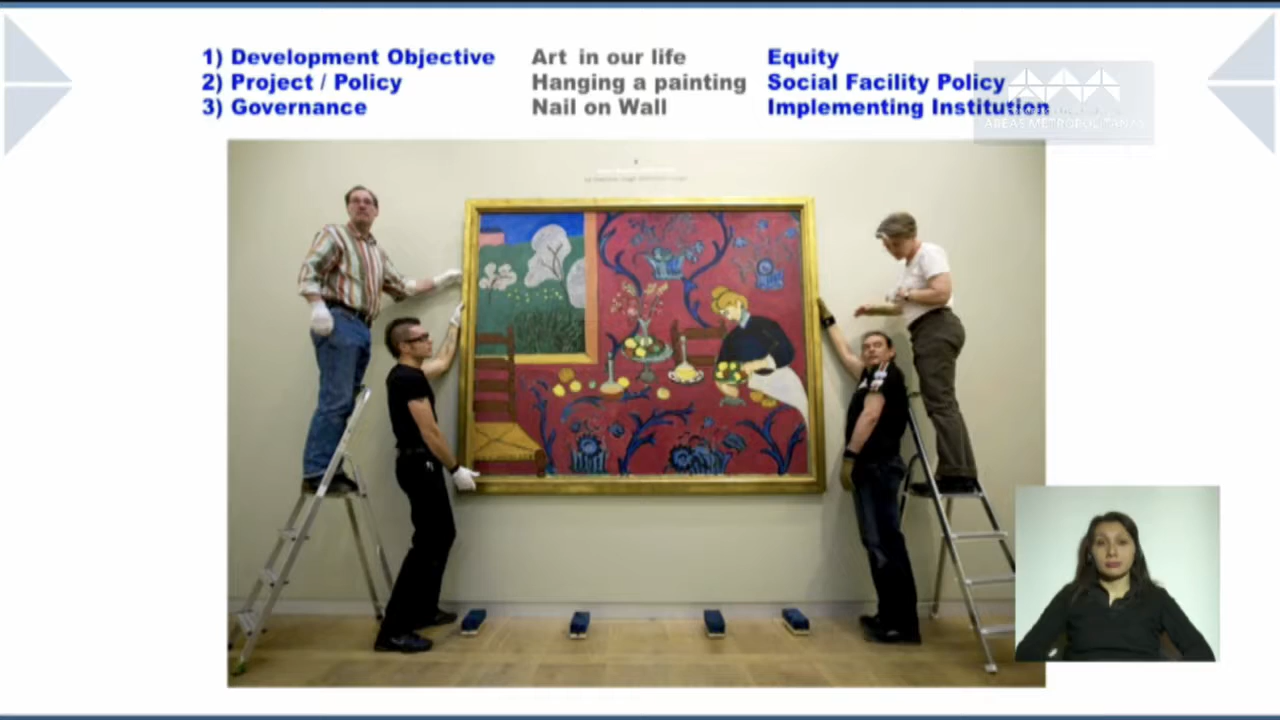 1) Development Objective Art in our life Equity
2) Project / Policy Hanging a painting Social Facility Policy
3) Governance Nail on Wall Implementing Institution
ÁREAS METROPOLITANAS